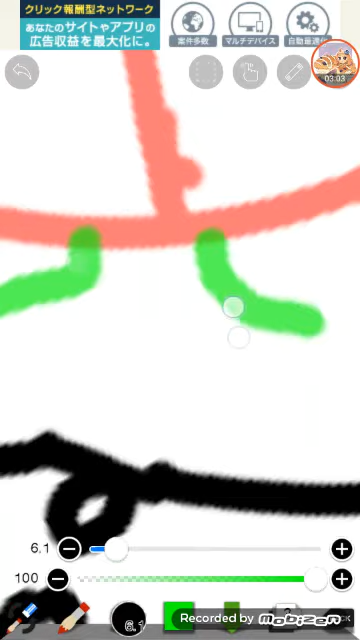 クリック報酬型ネットワーク
あなたのサイトやアプリの
広告収益を最大化に。
案件多数
マルチデバイス
自動最適化
03:03
6.1
100
6.1
Recorded by MOBIZEN